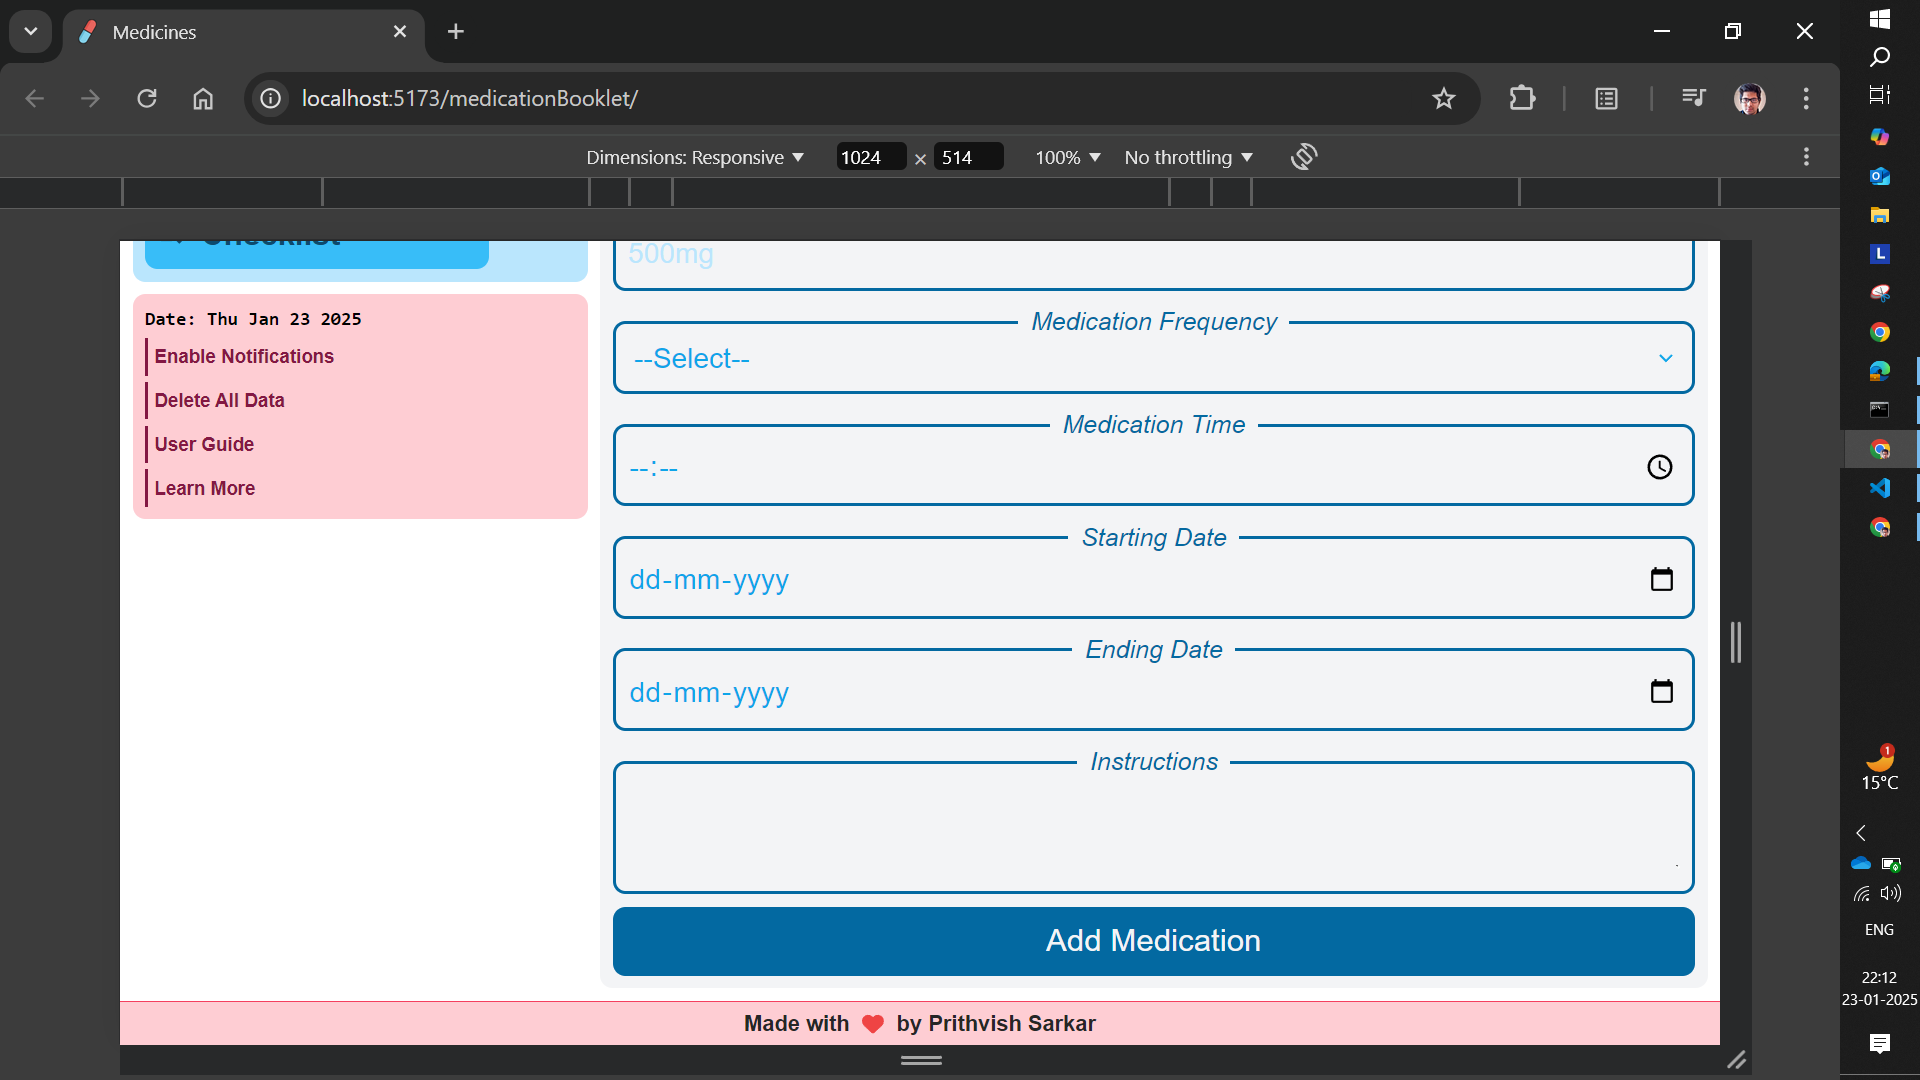 Medicines
localhost:5173/medicationBooklet/
Dimensions: Responsive 1024 × 514 100% No throttling
Checklist
Date: Thu Jan 23 2025
Enable Notifications
Delete All Data
User Guide
Learn More
500mg
Medication Frequency
--Select--
Medication Time
--:--
Starting Date
dd-mm-yyyy
Ending Date
dd-mm-yyyy
Instructions
Add Medication
Made with ❤ by Prithvish Sarkar
L
1
15°C
ENG
22:12
23-01-2025